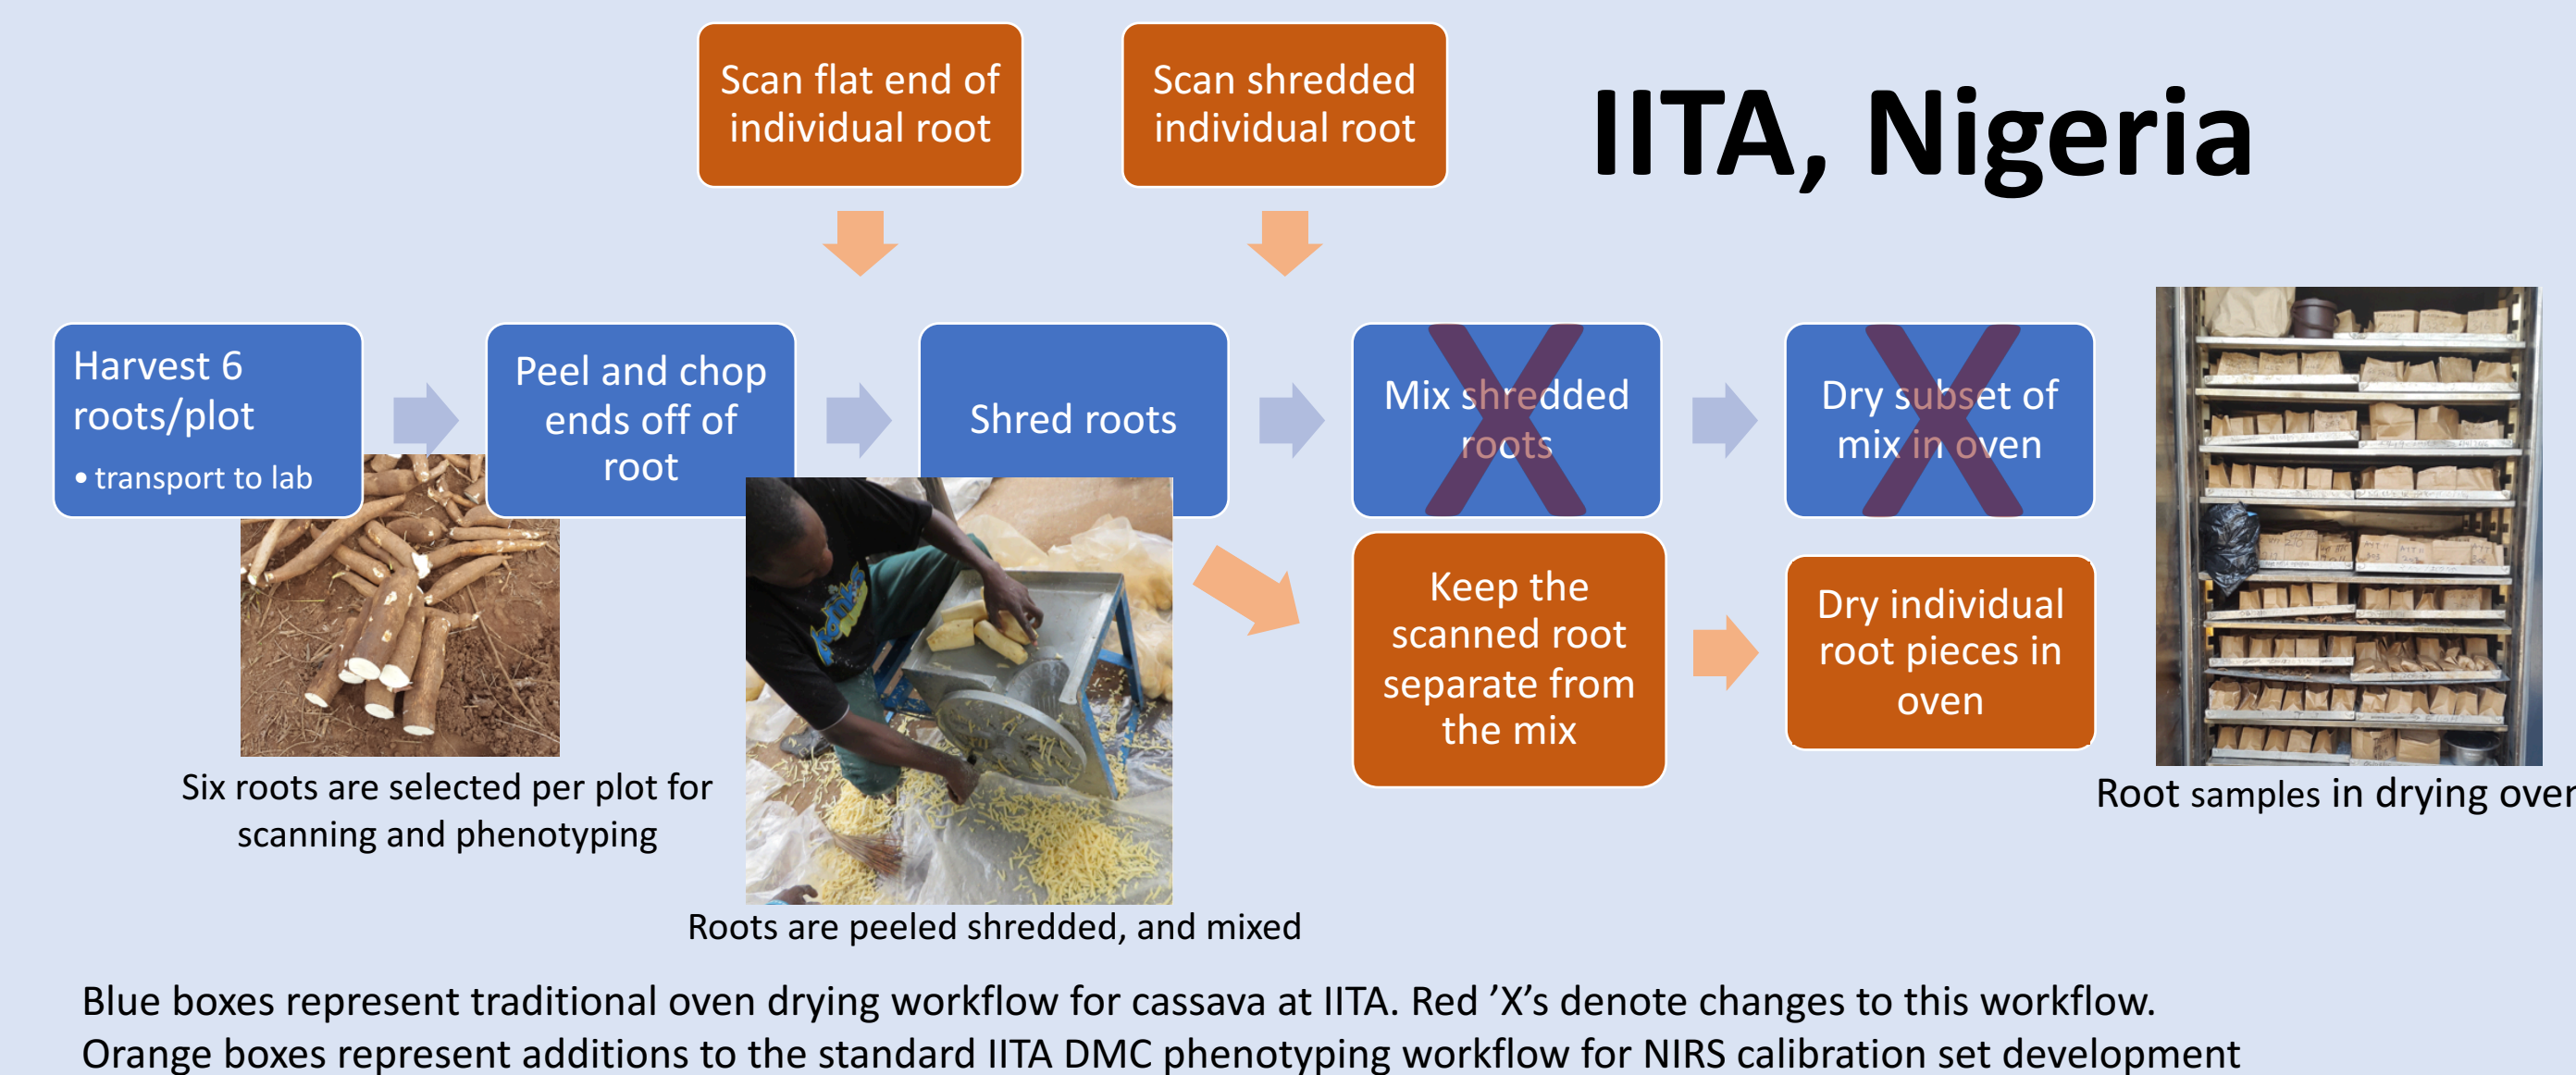 Scan flat end of
individual root
Scan shredded
individual root
IITA, Nigeria
Harvest 6
roots/plot
• transport to lab
Peel and chop
ends off of
root
Shred roots
Mix shredded
roots
Dry subset of
mix in oven
Keep the
scanned root
separate from
the mix
Dry individual
root pieces in
oven
Six roots are selected per plot for
scanning and phenotyping
Roots are peeled shredded, and mixed
Root samples in drying oven
Blue boxes represent traditional oven drying workflow for cassava at IITA. Red ’X’s denote changes to this workflow.
Orange boxes represent additions to the standard IITA DMC phenotyping workflow for NIRS calibration set development